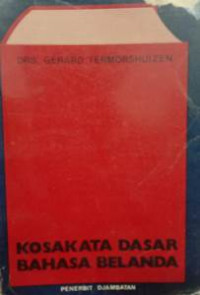 DRS. GERARD TERMORSHUIZEN
KOSAKATA DASAR
BAHASA BELANDA
PENERBIT DJAMBATAN